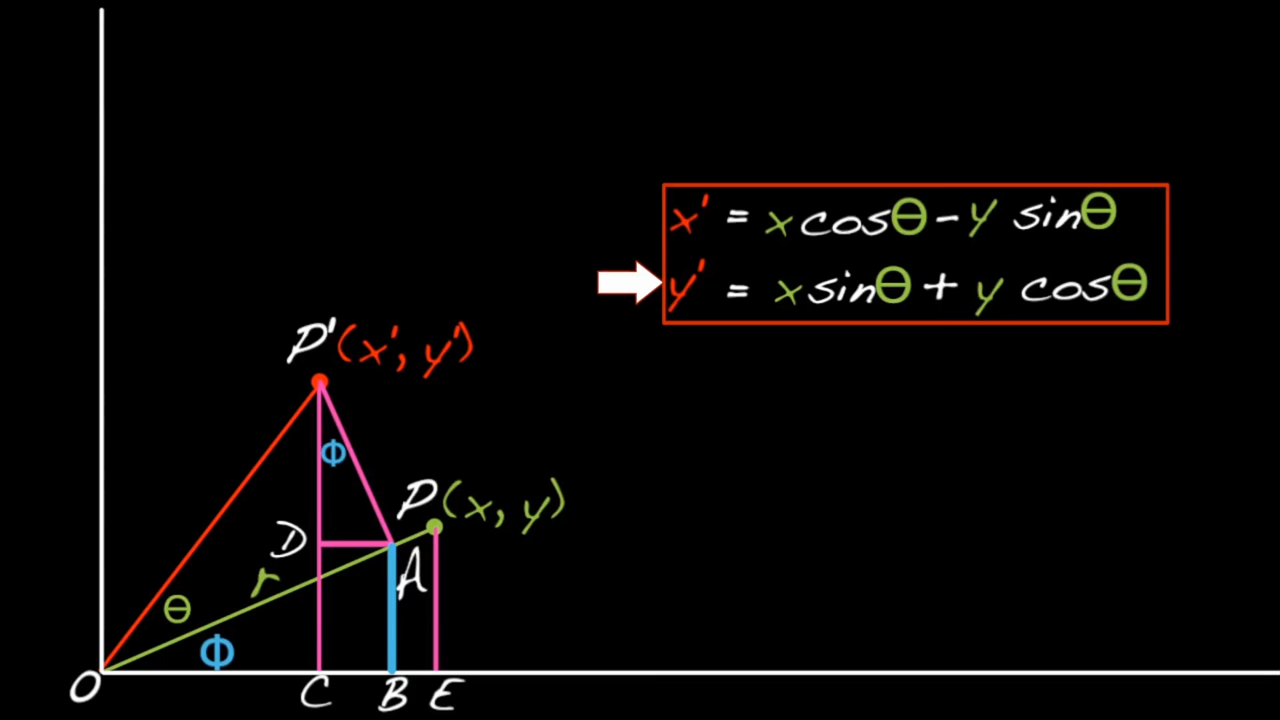 x' = x cosθ - y sinθ
y' = x sinθ + y cosθ
P'(x', y')
Φ
P(x, y)
D
A
r
θ
Φ
O
C B E